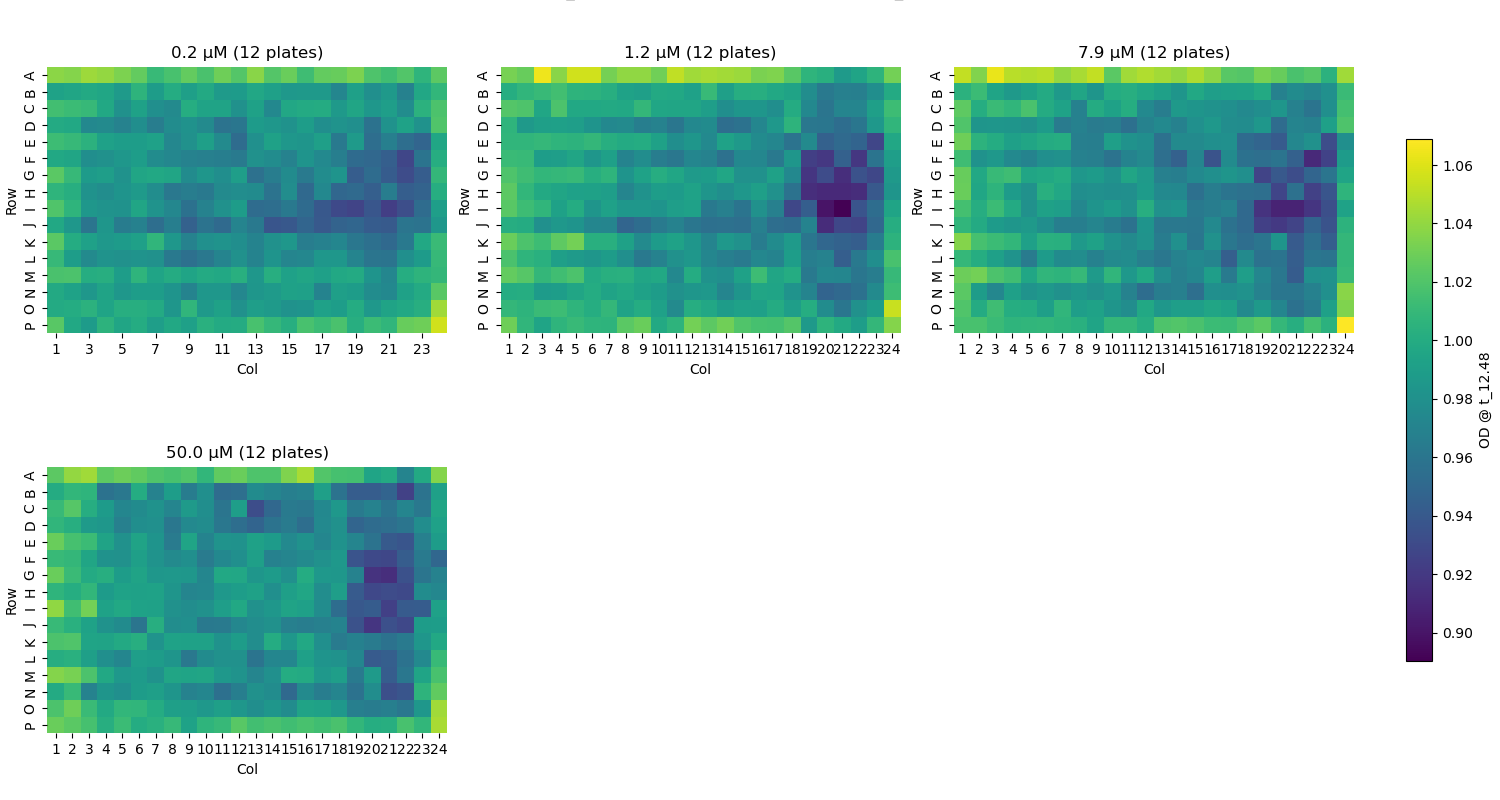 0.2 µM (12 plates)
1.2 µM (12 plates)
7.9 µM (12 plates)
A B C D E F G H I J K L M N O P
Row
A B C D E F G H I J K L M N O P
Row
A B C D E F G H I J K L M N O P
Row
1 3 5 7 9 11 13 15 17 19 21 23
1 2 3 4 5 6 7 8 9 10 11 12 13 14 15 16 17 18 19 20 21 22 23 24
1 2 3 4 5 6 7 8 9 10 11 12 13 14 15 16 17 18 19 20 21 22 23 24
Col
Col
Col
50.0 µM (12 plates)
A B C D E F G H I J K L M N O P
Row
1 2 3 4 5 6 7 8 9 10 11 12 13 14 15 16 17 18 19 20 21 22 23 24
Col
1.06
1.04
1.02
1.00
0.98
0.96
0.94
0.92
0.90
OD @ t_12.48